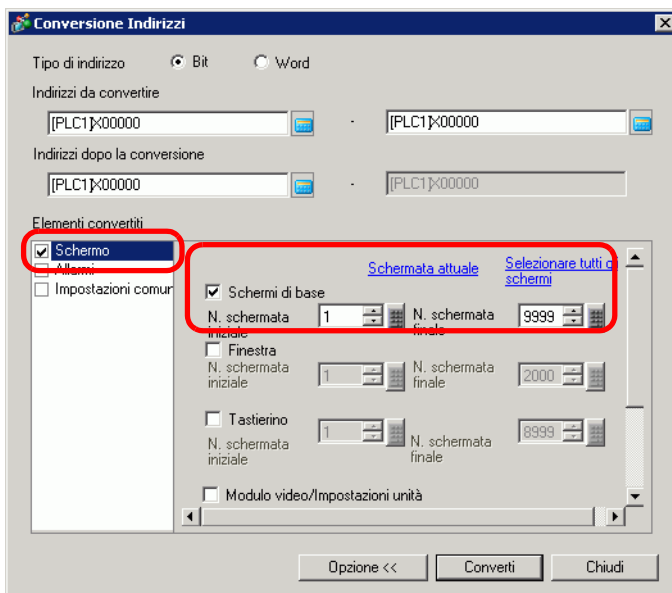 Conversione Indirizzi
Tipo di indirizzo Bit Word
Indirizzi da convertire
[PLC1]X00000 - [PLC1]X00000
Indirizzi dopo la conversione
[PLC1]X00000 - [PLC1]X00000
Elementi convertiti
Schermo
Allarmi
Impostazioni comur
Schermata attuale
Selezionare tutti g
schermi
Schermi di base
N. schermata
iniziale
1
N. schermata
finale
9999
Finestra
N. schermata
iniziale
1
N. schermata
finale
2000
Tastierino
N. schermata
iniziale
1
N. schermata
finale
8999
Modulo video/Impostazioni unità
Opzione << Converti Chiudi